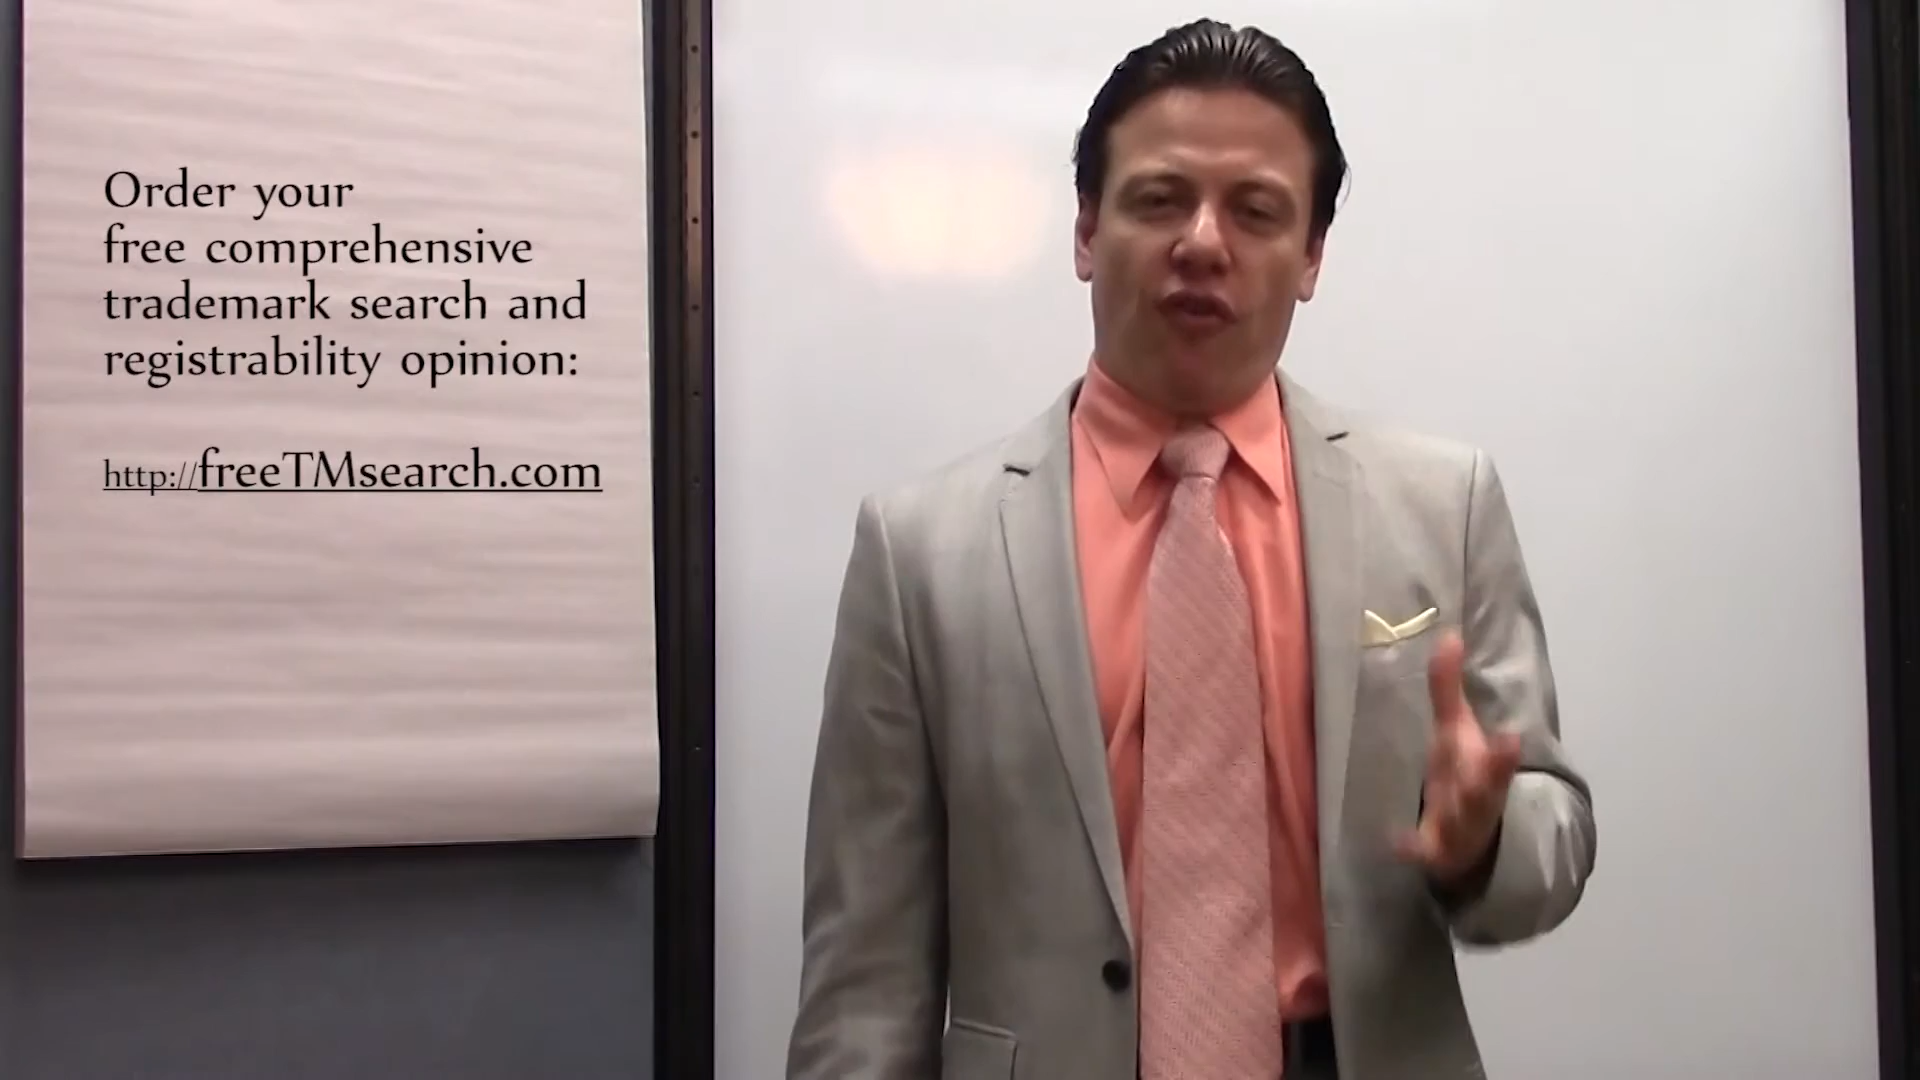 Order your
free comprehensive
trademark search and
registrability opinion:
http://freeTMsearch.com